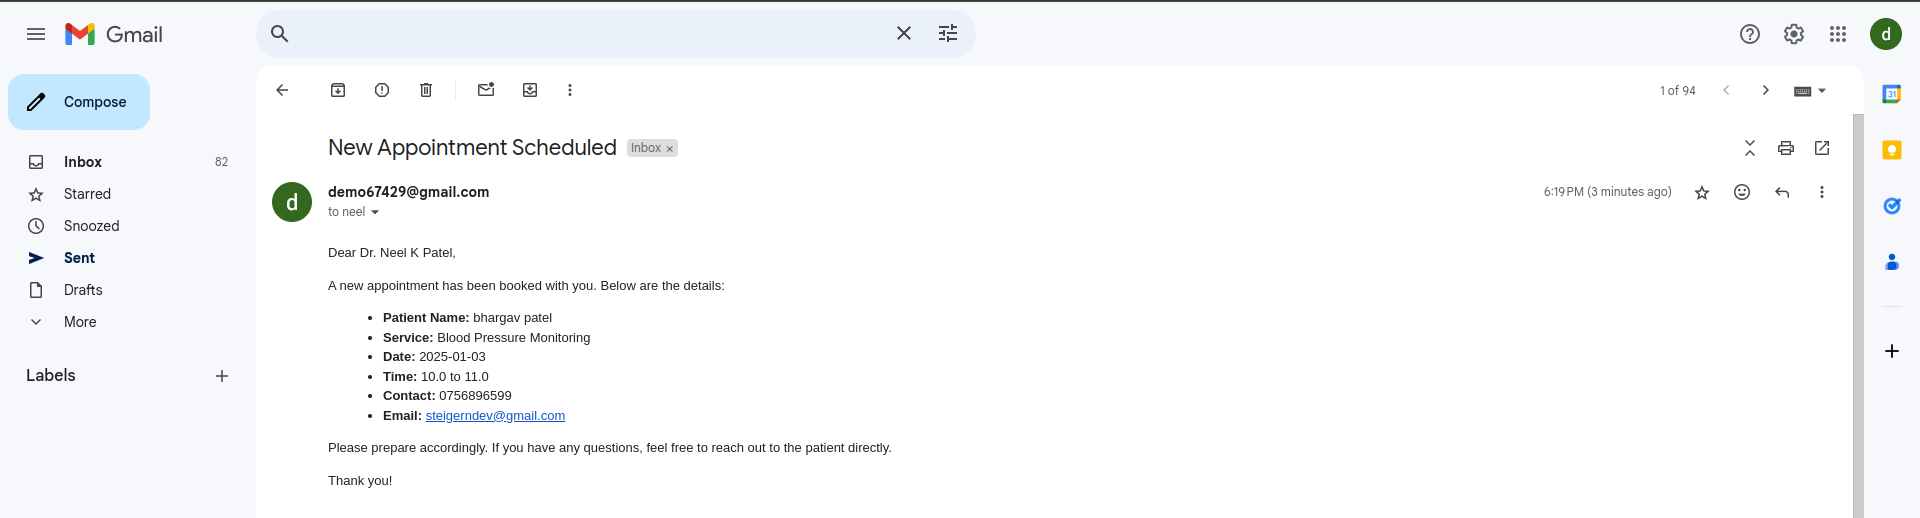 Gmail
d
Compose
1 of 94
31
New Appointment Scheduled Inbox ×
Inbox 82
d demo67429@gmail.com 6:19 PM (3 minutes ago)
Starred
to neel
Snoozed
Sent
Dear Dr. Neel K Patel,
Drafts
A new appointment has been booked with you. Below are the details:
More
• Patient Name: bhargav patel
• Service: Blood Pressure Monitoring
• Date: 2025-01-03
Labels
• Time: 10.0 to 11.0
• Contact: 0756896599
• Email: steigerndev@gmail.com
Please prepare accordingly. If you have any questions, feel free to reach out to the patient directly.
Thank you!